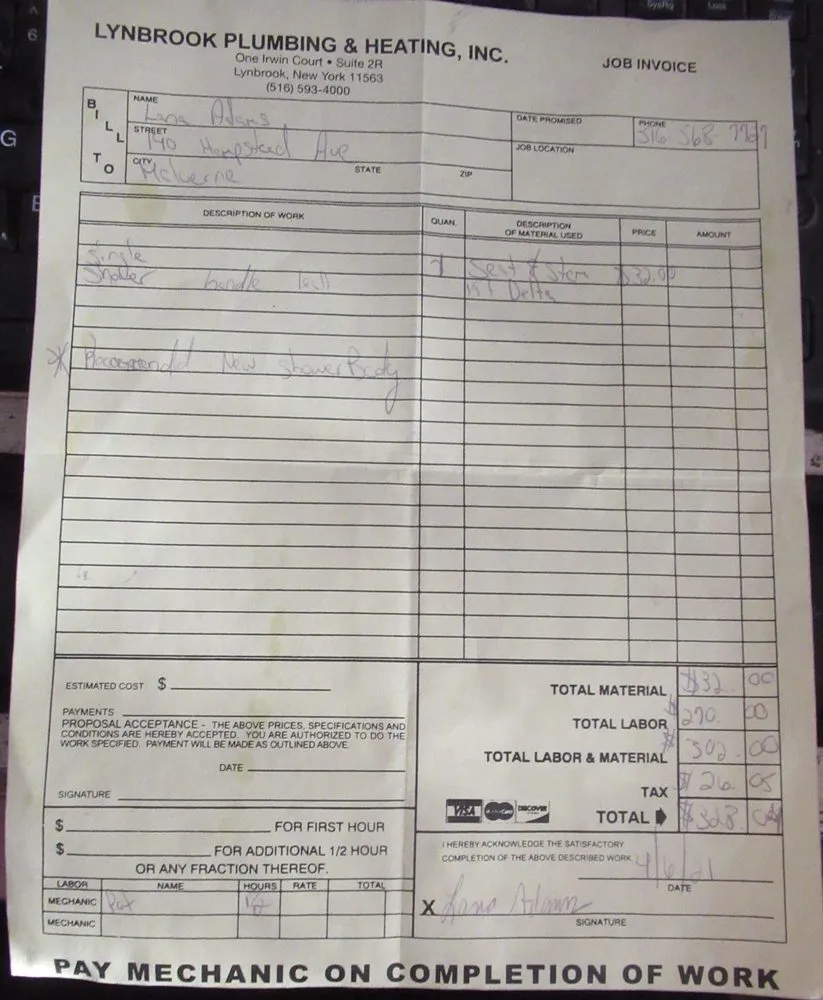 LYNBROOK PLUMBING & HEATING, INC.
One Irwin Court • Suite 2R
Lynbrook, New York 11563
(516) 593-4000
JOB INVOICE
BILL TO
NAME
Lana Adams
STREET
140 Hempstead Ave
CITY
Malverne
STATE
ZIP
DATE PROMISED
PHONE
516-568-
JOB LOCATION
DESCRIPTION OF WORK
QUAN.
DESCRIPTION
OF MATERIAL USED
PRICE
AMOUNT
Single
Shower handle leak
1
Seat & Stem
$32.00
Delta
* Recommended New Shower Body
ESTIMATED COST $
PAYMENTS
PROPOSAL ACCEPTANCE - THE ABOVE PRICES, SPECIFICATIONS AND
CONDITIONS ARE HEREBY ACCEPTED. YOU ARE AUTHORIZED TO DO THE
WORK SPECIFIED. PAYMENT WILL BE MADE AS OUTLINED ABOVE.
DATE
SIGNATURE
TOTAL MATERIAL $32.00
TOTAL LABOR $270.00
TOTAL LABOR & MATERIAL $302.00
TAX $26.05
TOTAL $328.
VISA MasterCard DISCOVER
$ FOR FIRST HOUR
$ FOR ADDITIONAL 1/2 HOUR
OR ANY FRACTION THEREOF.
LABOR NAME HOURS RATE TOTAL
MECHANIC Pat
MECHANIC
I HEREBY ACKNOWLEDGE THE SATISFACTORY
COMPLETION OF THE ABOVE DESCRIBED WORK
4/6/21
DATE
X Lana Adams
SIGNATURE
PAY MECHANIC ON COMPLETION OF WORK